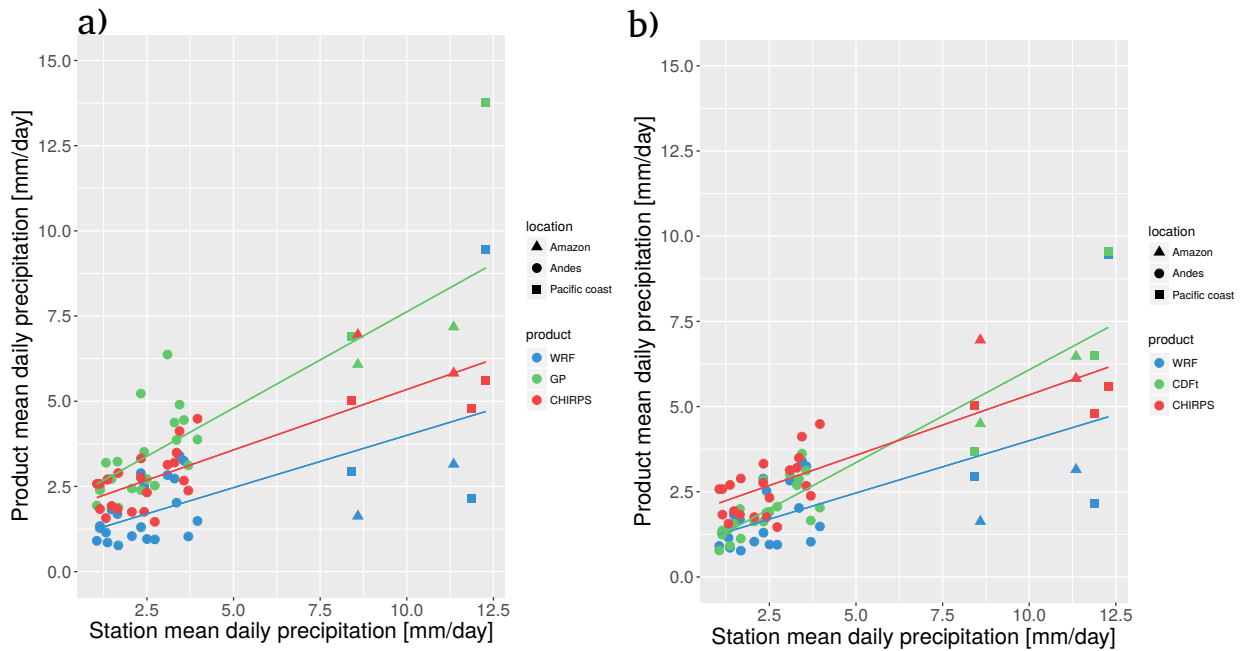 a)
15.0
12.5
10.0
7.5
5.0
2.5
0.0
Product mean daily precipitation [mm/day]
2.5 5.0 7.5 10.0 12.5
Station mean daily precipitation [mm/day]
location
Amazon
Andes
Pacific coast
product
WRF
GP
CHIRPS
b)
15.0
12.5
10.0
7.5
5.0
2.5
0.0
Product mean daily precipitation [mm/day]
2.5 5.0 7.5 10.0 12.5
Station mean daily precipitation [mm/day]
location
Amazon
Andes
Pacific coast
product
WRF
CDFt
CHIRPS